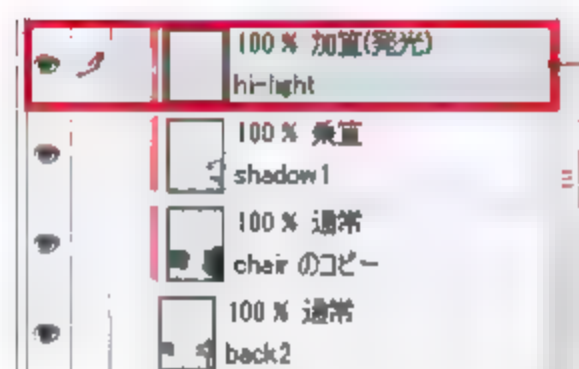 100 % 加算(発光)
hi-light
100 % 乗算
shadow1
100 % 通常
chair のコピー
100 % 通常
back2